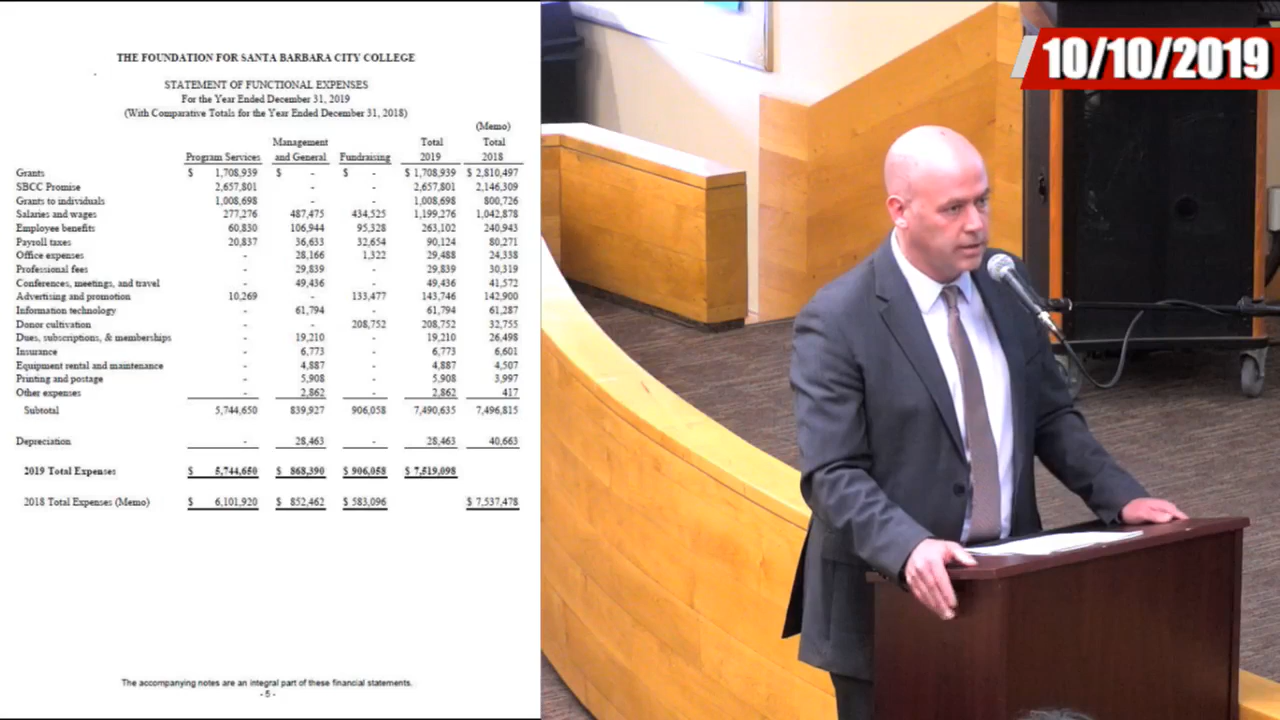 THE FOUNDATION FOR SANTA BARBARA CITY COLLEGE
STATEMENT OF FUNCTIONAL EXPENSES
For the Year Ended December 31, 2019
(With Comparative Totals for the Year Ended December 31, 2018)
(Memo)
Management Total Total
Program Services and General Fundraising 2019 2018
Grants $ 1,708,939 $ - $ - $ 1,708,939 $ 2,810,497
SBCC Promise 2,657,801 - - 2,657,801 2,146,309
Grants to individuals 1,008,698 - - 1,008,698 800,726
Salaries and wages 277,276 487,475 434,525 1,199,276 1,042,878
Employee benefits 60,830 106,944 95,328 263,102 240,943
Payroll taxes 20,837 36,633 32,654 90,124 80,271
Office expenses - 28,166 1,322 29,488 24,338
Professional fees - 29,839 - 29,839 30,319
Conferences, meetings, and travel - 49,436 - 49,436 41,572
Advertising and promotion 10,269 - 133,477 143,746 142,900
Information technology - 61,794 - 61,794 61,287
Donor cultivation - - 208,752 208,752 32,755
Dues, subscriptions, & memberships - 19,210 - 19,210 26,498
Insurance - 6,773 - 6,773 6,601
Equipment rental and maintenance - 4,887 - 4,887 4,507
Printing and postage - 5,908 - 5,908 3,997
Other expenses - 2,862 - 2,862 417
Subtotal 5,744,650 839,927 906,058 7,490,635 7,496,815
Depreciation - 28,463 - 28,463 40,663
2019 Total Expenses $ 5,744,650 $ 868,390 $ 906,058 $ 7,519,098
2018 Total Expenses (Memo) $ 6,101,920 $ 852,462 $ 583,096 $ 7,537,478
The accompanying notes are an integral part of these financial statements.
- 5 -
10/10/2019